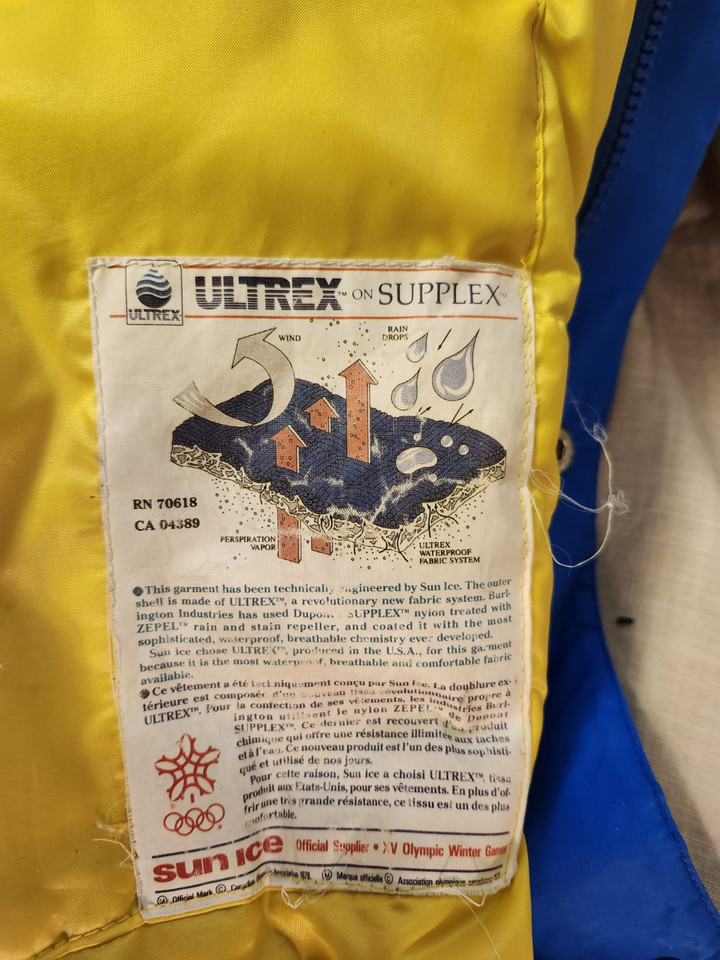 ULTREX
ULTREX™ ON SUPPLEX™
WIND
RAIN
DROPS
RN 70618
CA 04389
PERSPIRATION
VAPOR
ULTREX
WATERPROOF
FABRIC SYSTEM
This garment has been technically engineered by Sun Ice. The outer
shell is made of ULTREX™, a revolutionary new fabric system. Burl-
ington Industries has used Dupont SUPPLEX™ nylon treated with
ZEPEL™ rain and stain repeller, and coated it with the most
sophisticated, waterproof, breathable chemistry ever developed.
Sun ice chose ULTREX™, produced in the U.S.A., for this garment
because it is the most waterproof, breathable and comfortable fabric
available.
Ce vêtement a été techniquement conçu par Sun Ice. La doublure ex-
térieure est composée d'un nouveau tissu révolutionnaire propre à
ULTREX™. Pour la confection de ses vêtements, les industries Burl-
ington utilisent le nylon ZEPEL™ de Dupont
SUPPLEX™. Ce dernier est recouvert d'un produit
chimique qui offre une résistance illimitée aux taches
et à l'eau. Ce nouveau produit est l'un des plus sophisti-
qué et utilisé de nos jours.
Pour cette raison, Sun ice a choisi ULTREX™, tissu
produit aux Etats-Unis, pour ses vêtements. En plus d'of-
frir une très grande résistance, ce tissu est un des plus
confortable.
sun ice Official Supplier • XV Olympic Winter Games
Official Mark © Canadian Association 1979. Ⓜ Marque officielle © Association olympique